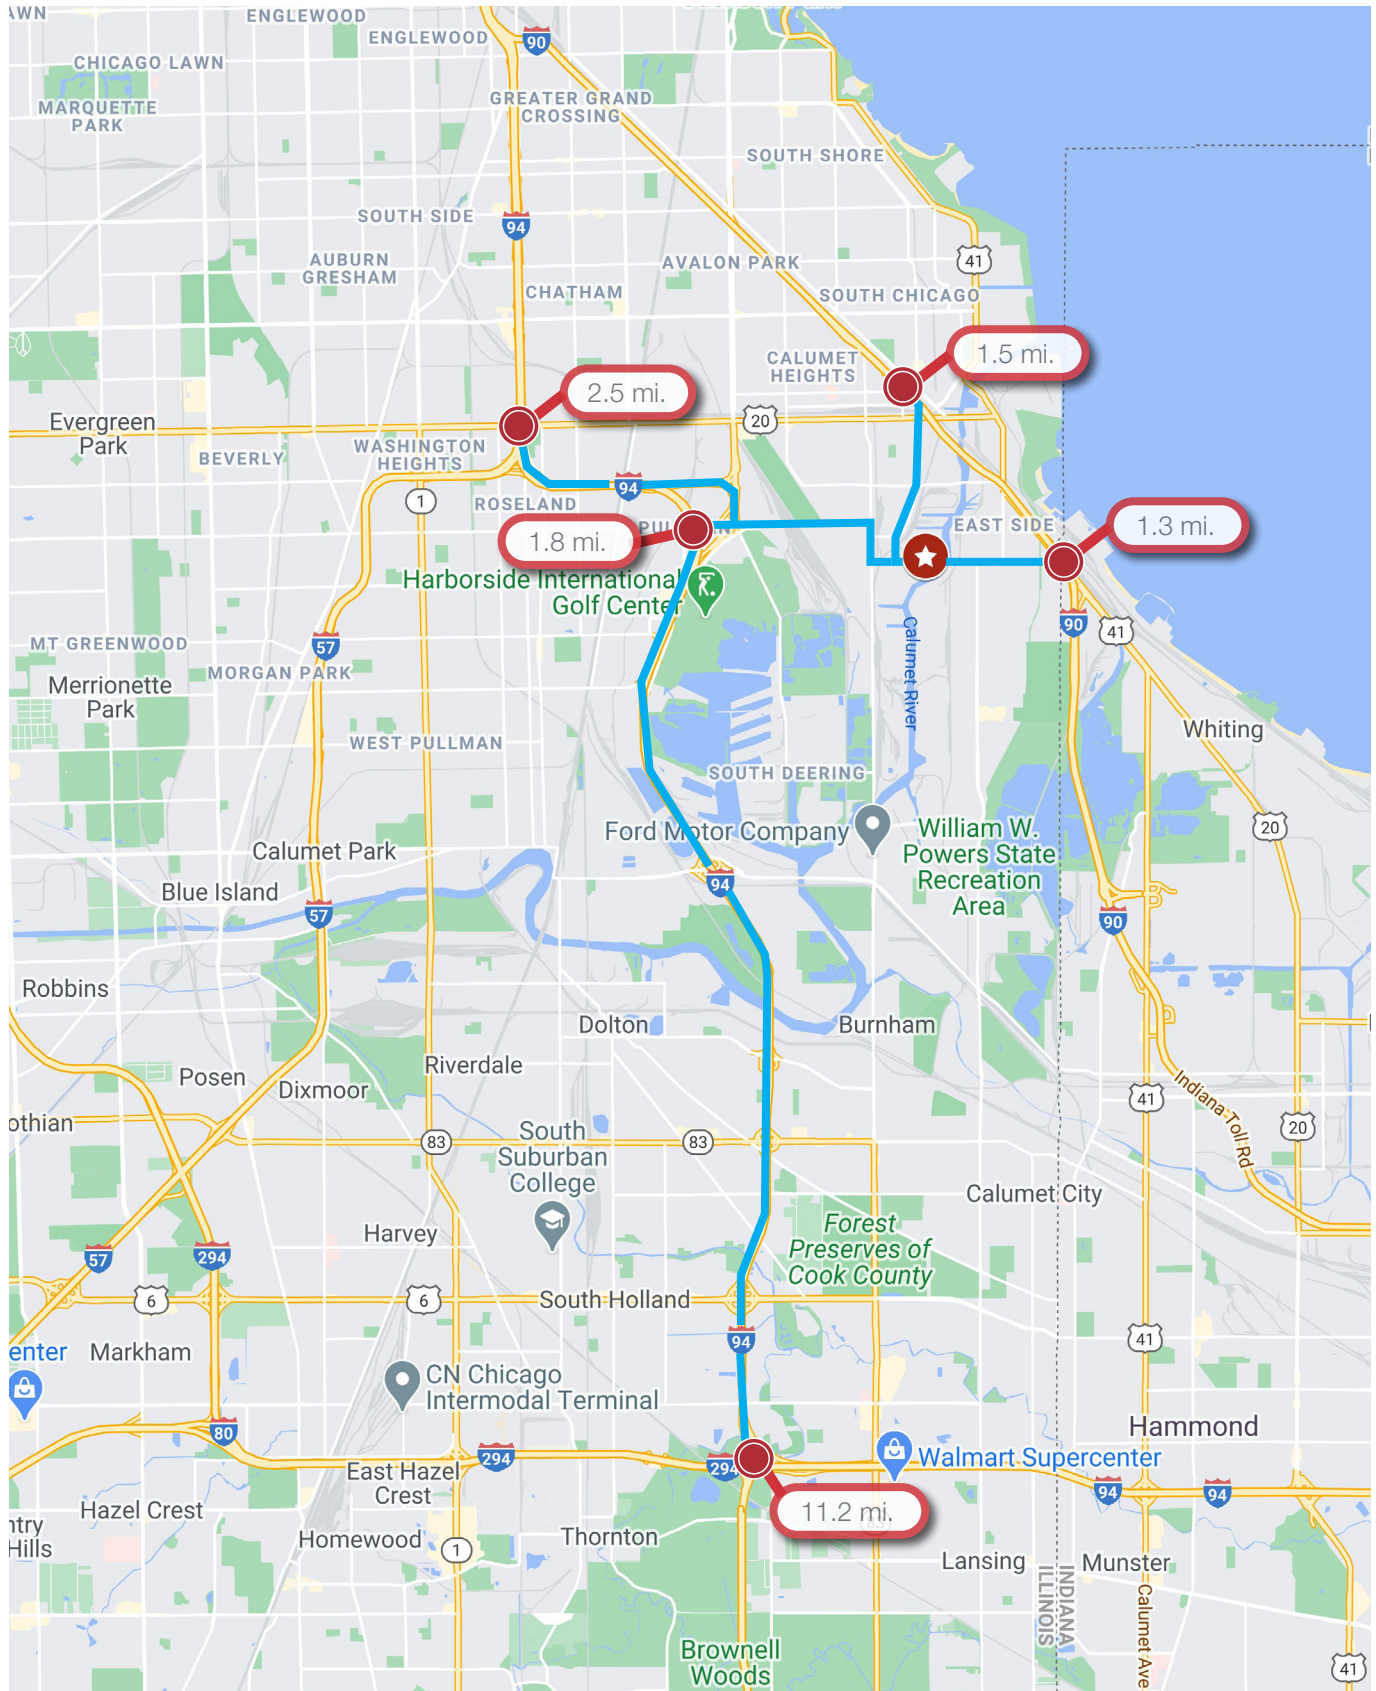 AWN
ENGLEWOOD
ENGLEWOOD
90
CHICAGO LAWN
MARQUETTE
PARK
GREATER GRAND
CROSSING
SOUTH SHORE
SOUTH SIDE
94
AUBURN
GRESHAM
AVALON PARK
41
CHATHAM
SOUTH CHICAGO
CALUMET
HEIGHTS
1.5 mi.
2.5 mi.
Evergreen
Park
20
WASHINGTON
HEIGHTS
BEVERLY
94
1
ROSELAND
1.8 mi.
EAST SIDE
1.3 mi.
Harborside International
Golf Center
Calumet River
90
41
MT GREENWOOD
57
MORGAN PARK
Merrionette
Park
Whiting
WEST PULLMAN
SOUTH DEERING
Ford Motor Company
William W.
Powers State
Recreation
Area
20
Calumet Park
Blue Island
94
57
90
Robbins
Dolton
Burnham
Riverdale
Posen
Dixmoor
Indiana Toll Rd
41
othian
20
83
83
South
Suburban
College
Calumet City
Harvey
Forest
Preserves of
Cook County
57
294
6
6
South Holland
94
41
enter
Markham
CN Chicago
Intermodal Terminal
80
Hammond
294
294
Walmart Supercenter
East Hazel
Crest
94
94
Hazel Crest
11.2 mi.
83
ntry
Hills
Homewood
1
Thornton
Lansing
Munster
ILLINOIS
INDIANA
Calumet Ave
Brownell
Woods
41